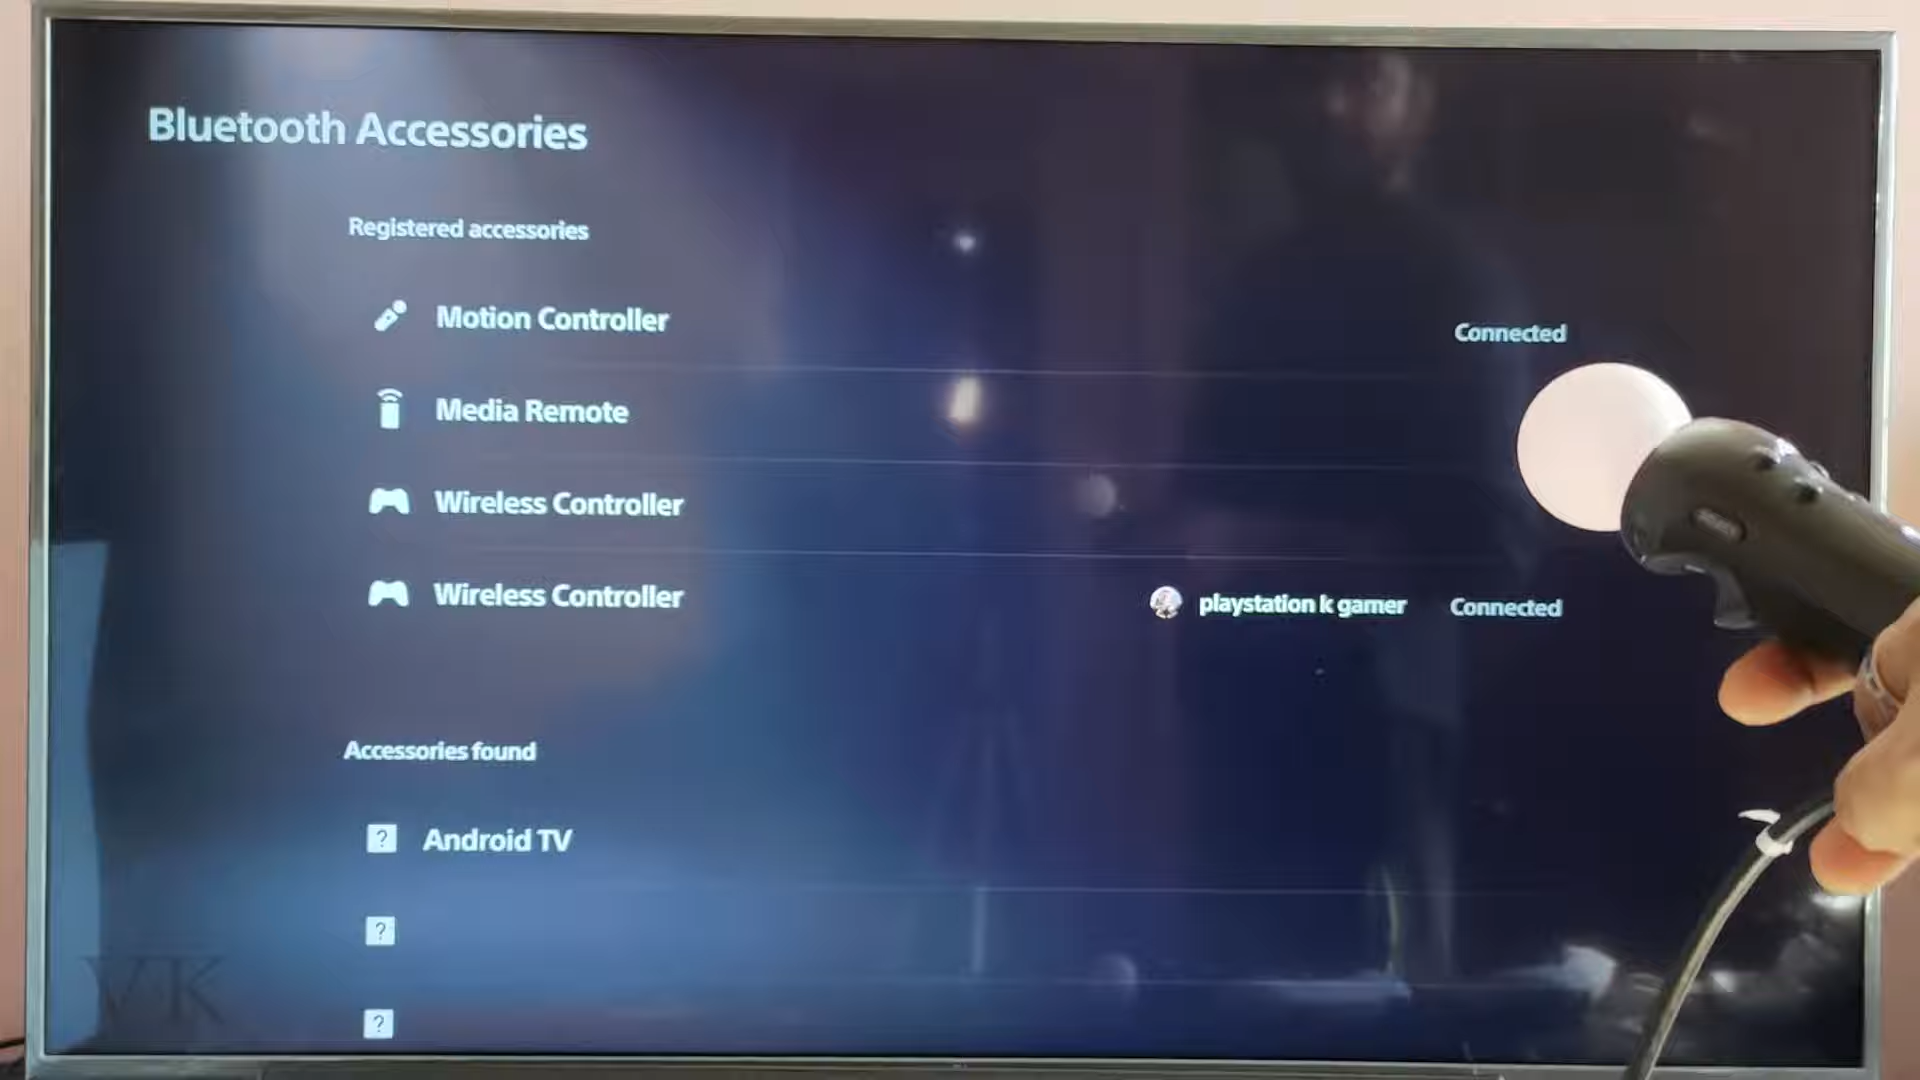 Bluetooth Accessories
Registered accessories
Motion Controller
Connected
Media Remote
Wireless Controller
Wireless Controller
playstation k gamer
Connected
Accessories found
? Android TV
?
?
VK